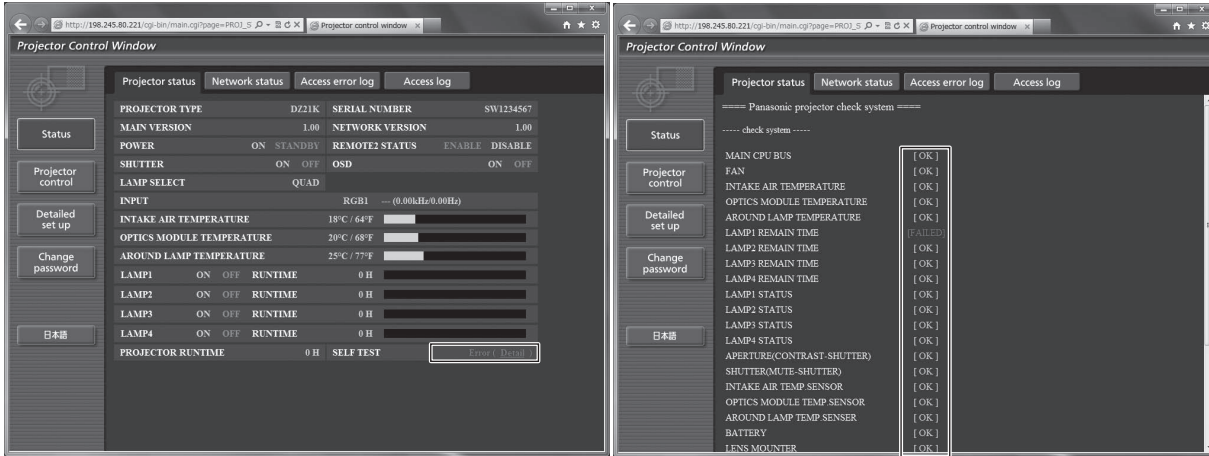 http://198.245.80.221/cgi-bin/main.cgi?page=PROJ_S
Projector control window
Projector Control Window
Projector status
Network status
Access error log
Access log
Status
Projector control
Detailed set up
Change password
日本語
PROJECTOR TYPE DZ21K SERIAL NUMBER SW1234567
MAIN VERSION 1.00 NETWORK VERSION 1.00
POWER ON STANDBY REMOTE2 STATUS ENABLE DISABLE
SHUTTER ON OFF OSD ON OFF
LAMP SELECT QUAD
INPUT RGB1 --- (0.00kHz/0.00Hz)
INTAKE AIR TEMPERATURE 18°C / 64°F
OPTICS MODULE TEMPERATURE 20°C / 68°F
AROUND LAMP TEMPERATURE 25°C / 77°F
LAMP1 ON OFF RUNTIME 0 H
LAMP2 ON OFF RUNTIME 0 H
LAMP3 ON OFF RUNTIME 0 H
LAMP4 ON OFF RUNTIME 0 H
PROJECTOR RUNTIME 0 H SELF TEST Error ( Detail )
http://198.245.80.221/cgi-bin/main.cgi?page=PROJ_S
Projector control window
Projector Control Window
Projector status
Network status
Access error log
Access log
Status
Projector control
Detailed set up
Change password
日本語
==== Panasonic projector check system ====
----- check system -----
MAIN CPU BUS [ OK ]
FAN [ OK ]
INTAKE AIR TEMPERATURE [ OK ]
OPTICS MODULE TEMPERATURE [ OK ]
AROUND LAMP TEMPERATURE [ OK ]
LAMP1 REMAIN TIME [FAILED]
LAMP2 REMAIN TIME [ OK ]
LAMP3 REMAIN TIME [ OK ]
LAMP4 REMAIN TIME [ OK ]
LAMP1 STATUS [ OK ]
LAMP2 STATUS [ OK ]
LAMP3 STATUS [ OK ]
LAMP4 STATUS [ OK ]
APERTURE(CONTRAST-SHUTTER) [ OK ]
SHUTTER(MUTE-SHUTTER) [ OK ]
INTAKE AIR TEMP.SENSOR [ OK ]
OPTICS MODULE TEMP.SENSOR [ OK ]
AROUND LAMP TEMP.SENSER [ OK ]
BATTERY [ OK ]
LENS MOUNTER [ OK ]